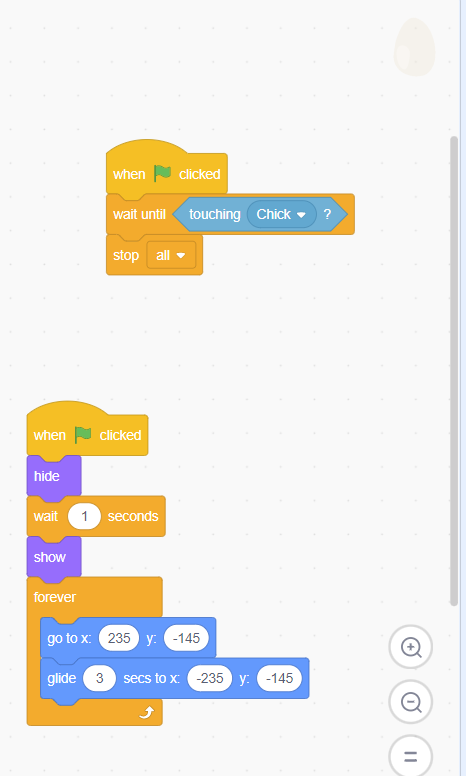 when clicked
wait until touching Chick ?
stop all
when clicked
hide
wait 1 seconds
show
forever
go to x: 235 y: -145
glide 3 secs to x: -235 y: -145